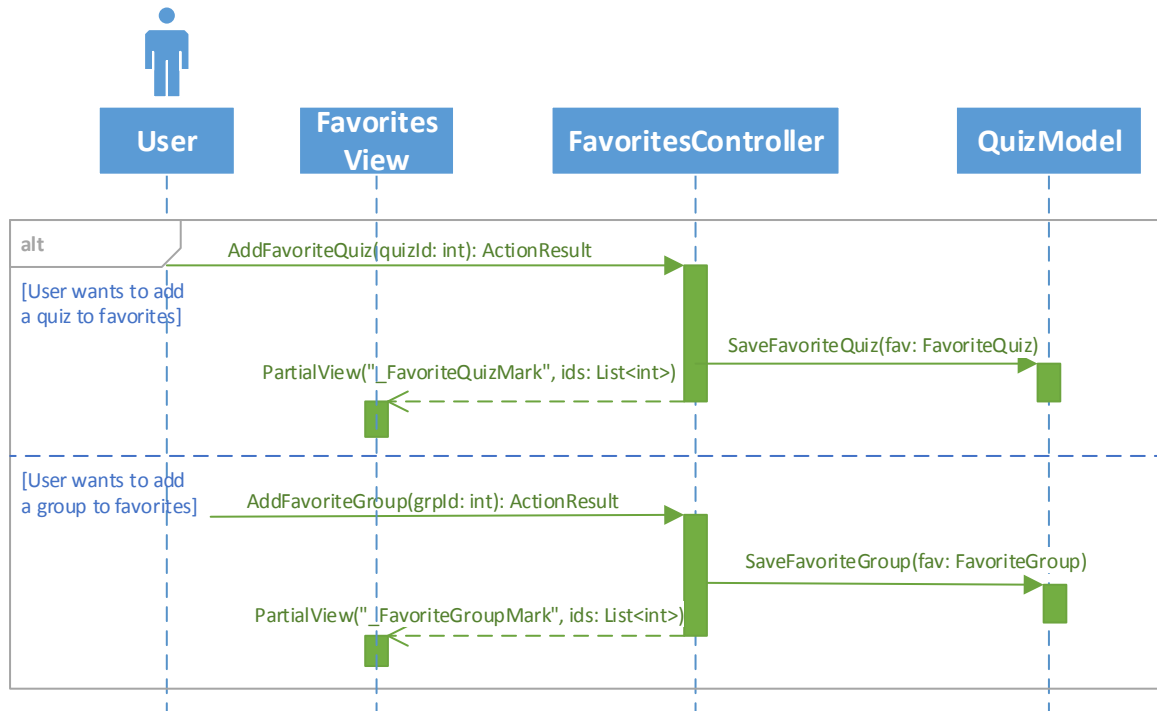 User
Favorites
View
FavoritesController
QuizModel
alt
AddFavoriteQuiz(quizId: int): ActionResult
[User wants to add
a quiz to favorites]
SaveFavoriteQuiz(fav: FavoriteQuiz)
PartialView("_FavoriteQuizMark", ids: List<int>)
[User wants to add
a group to favorites]
AddFavoriteGroup(grpId: int): ActionResult
SaveFavoriteGroup(fav: FavoriteGroup)
PartialView("_FavoriteGroupMark", ids: List<int>)